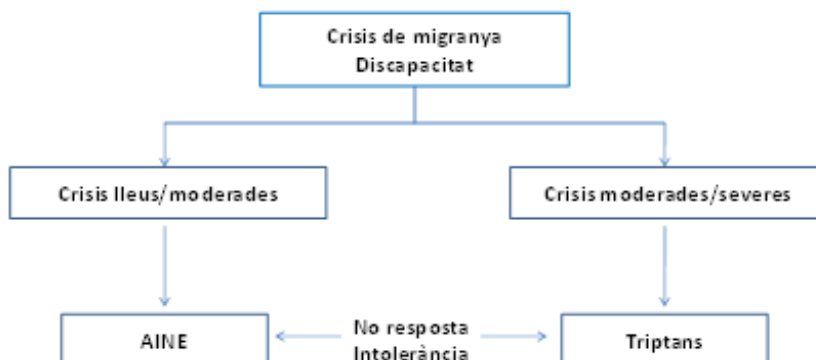 Crisis de migranya
Discapacitat
Crisis lleus/moderades
Crisis moderades/severes
AINE
No resposta
Intolerància
Triptans